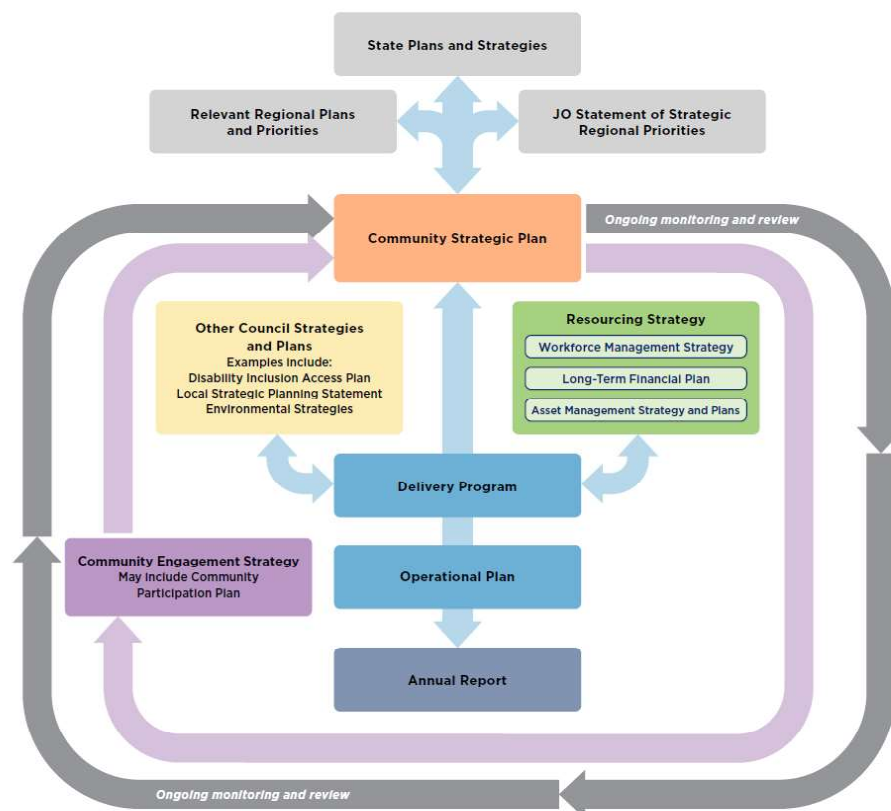 State Plans and Strategies
Relevant Regional Plans
and Priorities
JO Statement of Strategic
Regional Priorities
Ongoing monitoring and review
Community Strategic Plan
Other Council Strategies
and Plans
Examples include:
Disability Inclusion Access Plan
Local Strategic Planning Statement
Environmental Strategies
Resourcing Strategy
Workforce Management Strategy
Long-Term Financial Plan
Asset Management Strategy and Plans
Delivery Program
Community Engagement Strategy
May include Community
Participation Plan
Operational Plan
Annual Report
Ongoing monitoring and review